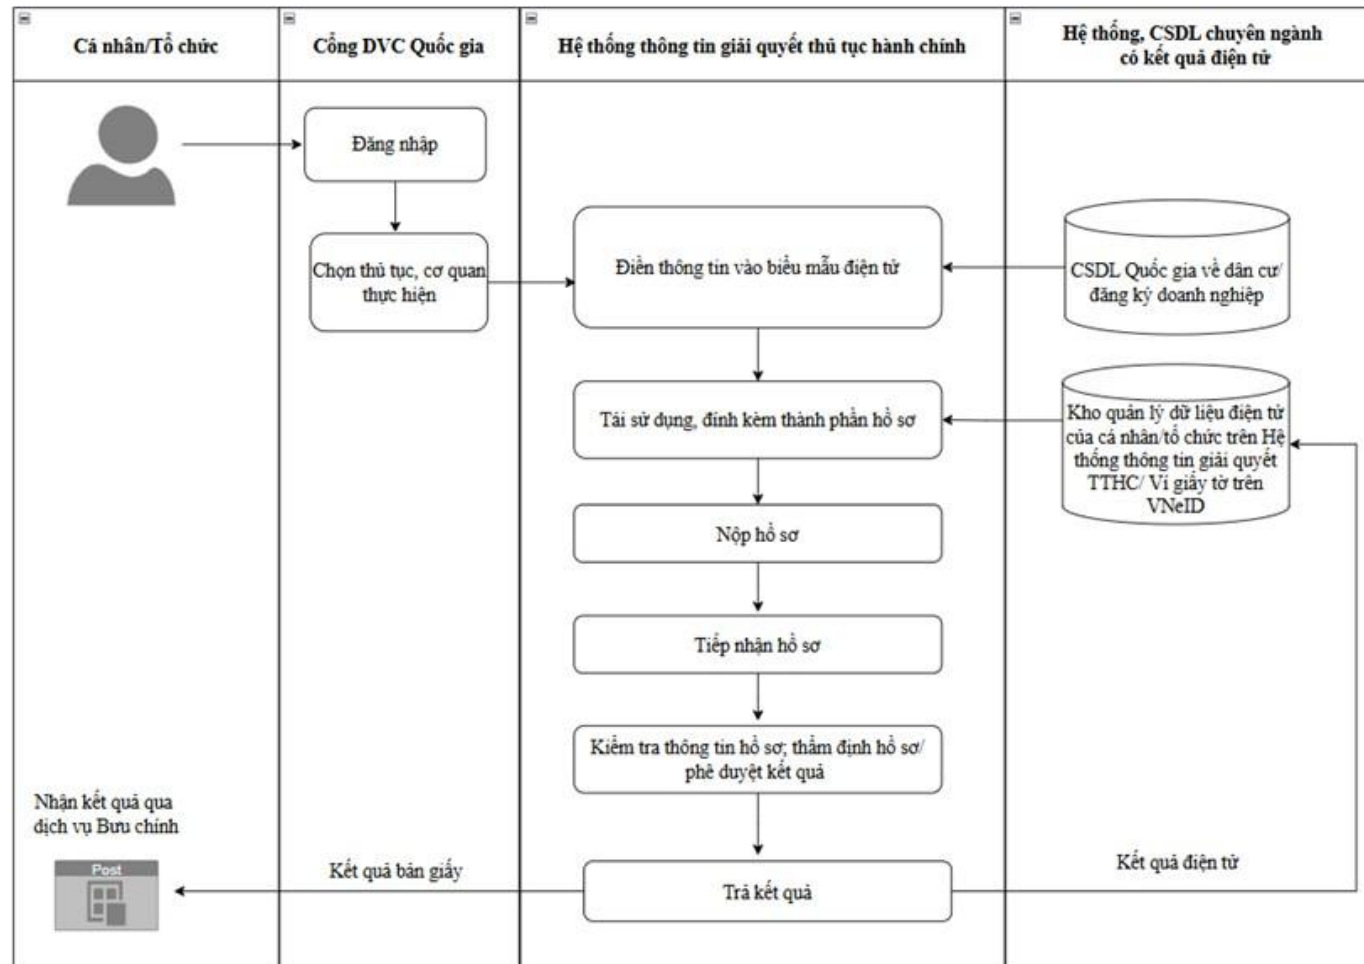 Cá nhân/Tổ chức
Cổng DVC Quốc gia
Hệ thống thông tin giải quyết thủ tục hành chính
Hệ thống, CSDL chuyên ngành
có kết quả điện tử
Đăng nhập
Chọn thủ tục, cơ quan
thực hiện
Điền thông tin vào biểu mẫu điện tử
CSDL Quốc gia về dân cư/
đăng ký doanh nghiệp
Tái sử dụng, đính kèm thành phần hồ sơ
Kho quản lý dữ liệu điện tử
của cá nhân/tổ chức trên Hệ
thống thông tin giải quyết
TTHC/ Ví giấy tờ trên
VNeID
Nộp hồ sơ
Tiếp nhận hồ sơ
Kiểm tra thông tin hồ sơ; thẩm định hồ sơ/
phê duyệt kết quả
Nhận kết quả qua
dịch vụ Bưu chính
Post
Kết quả bản giấy
Trả kết quả
Kết quả điện tử